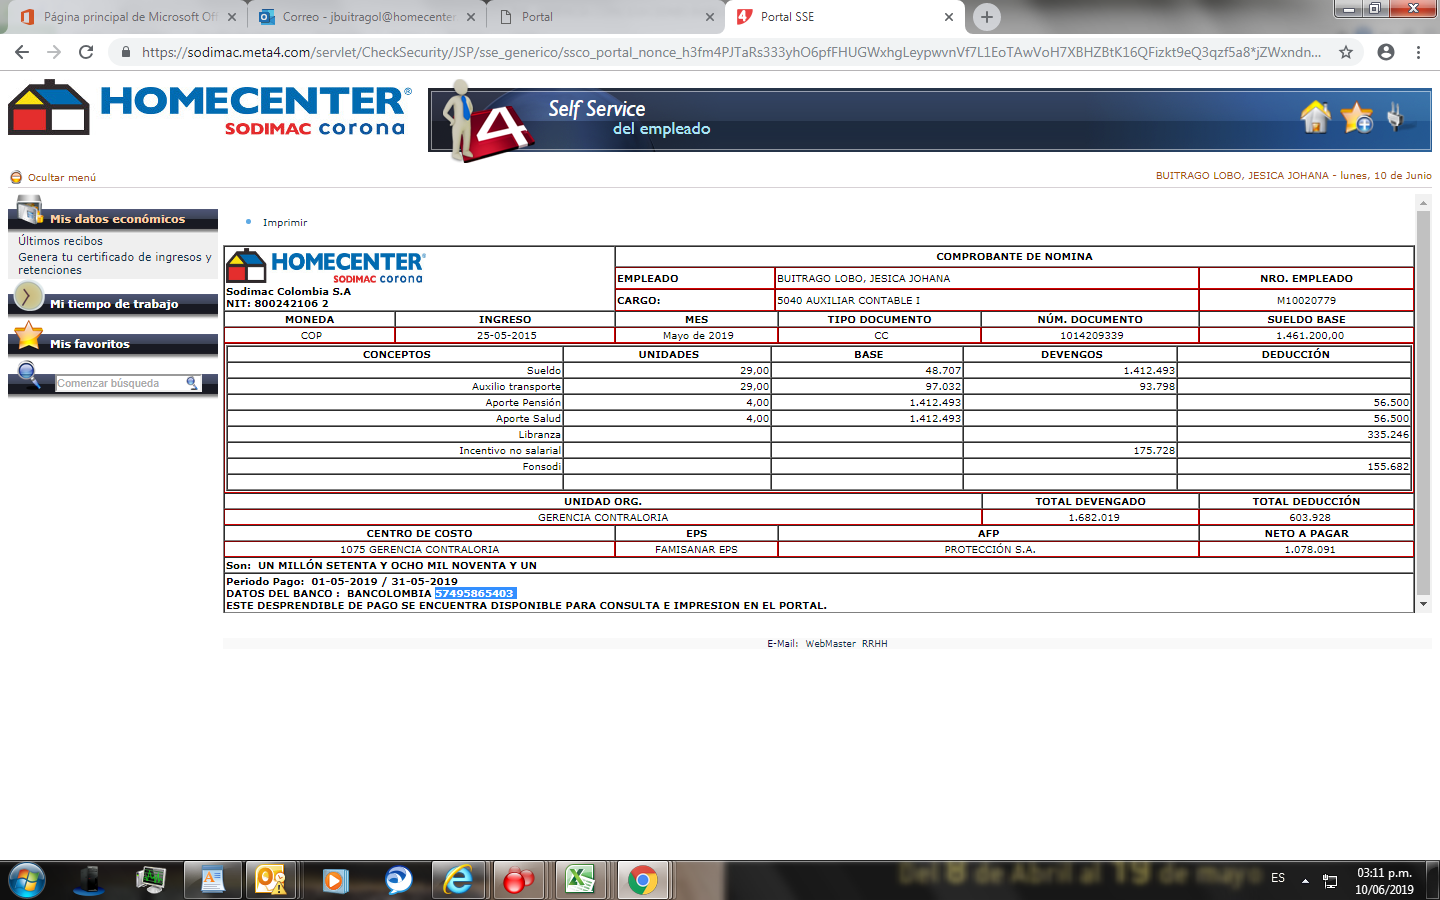 Página principal de Microsoft Off
Correo - jbuitragol@homecenter
Portal
Portal SSE
https://sodimac.meta4.com/servlet/CheckSecurity/JSP/sse_generico/ssco_portal_nonce_h3fm4PJTaRs333yhO6pfFHUGWxhgLeypwvnVf7L1EoTAwVoH7XBHZBtK16QFizkt9eQ3qzf5a8*jZWxndn...
HOMECENTER®
SODIMAC corona
4
Self Service
del empleado
Ocultar menú
BUITRAGO LOBO, JESICA JOHANA - lunes, 10 de Junio
Mis datos económicos
Últimos recibos
Genera tu certificado de ingresos y
retenciones
Mi tiempo de trabajo
Mis favoritos
Comenzar búsqueda
Imprimir
HOMECENTER
SODIMAC corona
Sodimac Colombia S.A
NIT: 800242106 2
COMPROBANTE DE NOMINA
EMPLEADO BUITRAGO LOBO, JESICA JOHANA NRO. EMPLEADO
CARGO: 5040 AUXILIAR CONTABLE I M10020779
MONEDA INGRESO MES TIPO DOCUMENTO NÚM. DOCUMENTO SUELDO BASE
COP 25-05-2015 Mayo de 2019 CC 1014209339 1.461.200,00
CONCEPTOS UNIDADES BASE DEVENGOS DEDUCCIÓN
Sueldo 29,00 48.707 1.412.493
Auxilio transporte 29,00 97.032 93.798
Aporte Pensión 4,00 1.412.493 56.500
Aporte Salud 4,00 1.412.493 56.500
Libranza 335.246
Incentivo no salarial 175.728
Fonsodi 155.682
UNIDAD ORG. TOTAL DEVENGADO TOTAL DEDUCCIÓN
GERENCIA CONTRALORIA 1.682.019 603.928
CENTRO DE COSTO EPS AFP NETO A PAGAR
1075 GERENCIA CONTRALORIA FAMISANAR EPS PROTECCIÓN S.A. 1.078.091
Son: UN MILLÓN SETENTA Y OCHO MIL NOVENTA Y UN
Periodo Pago: 01-05-2019 / 31-05-2019
DATOS DEL BANCO : BANCOLOMBIA 57495865403
ESTE DESPRENDIBLE DE PAGO SE ENCUENTRA DISPONIBLE PARA CONSULTA E IMPRESION EN EL PORTAL.
E-Mail: WebMaster RRHH
Del 8 de Abril al 19 de mayo
ES
03:11 p.m.
10/06/2019